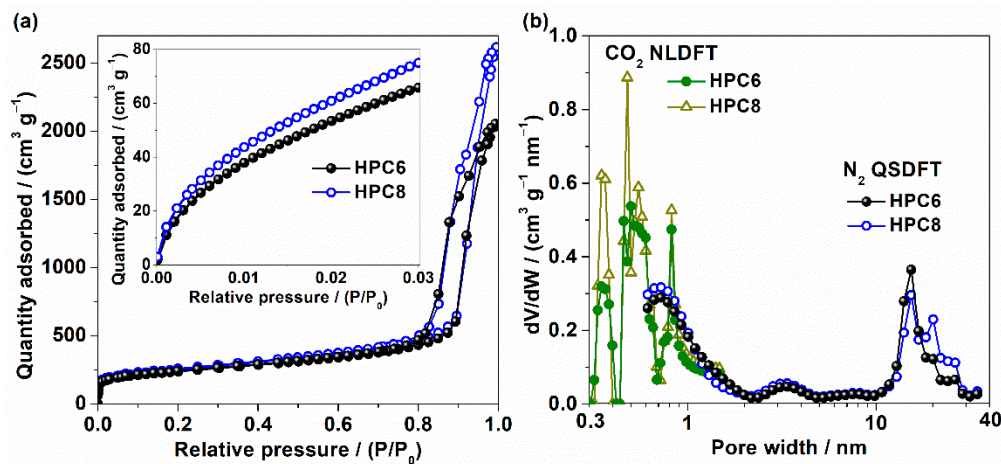 (a)
Quantity adsorbed / (cm³ g⁻¹)
2500
2000
1500
1000
500
0
0.0 0.2 0.4 0.6 0.8 1.0
Relative pressure / (P/P₀)
Quantity adsorbed / (cm³ g⁻¹)
80
60
40
20
0
0.00 0.01 0.02 0.03
Relative pressure / (P/P₀)
HPC6
HPC8
(b)
dV/dW / (cm³ g⁻¹ nm⁻¹)
1.0
0.8
0.6
0.4
0.2
0.0
0.3 1 10 40
Pore width / nm
CO₂ NLDFT
HPC6
HPC8
N₂ QSDFT
HPC6
HPC8